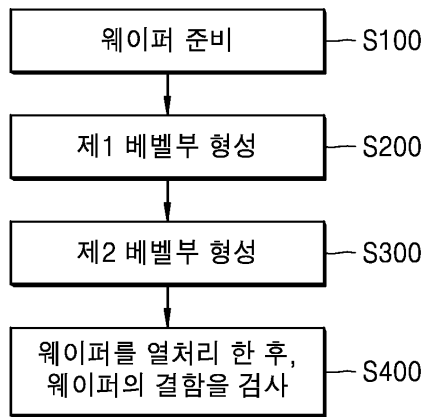 웨이퍼 준비
S100
제1 베벨부 형성
S200
제2 베벨부 형성
S300
웨이퍼를 열처리 한 후,
웨이퍼의 결함을 검사
S400